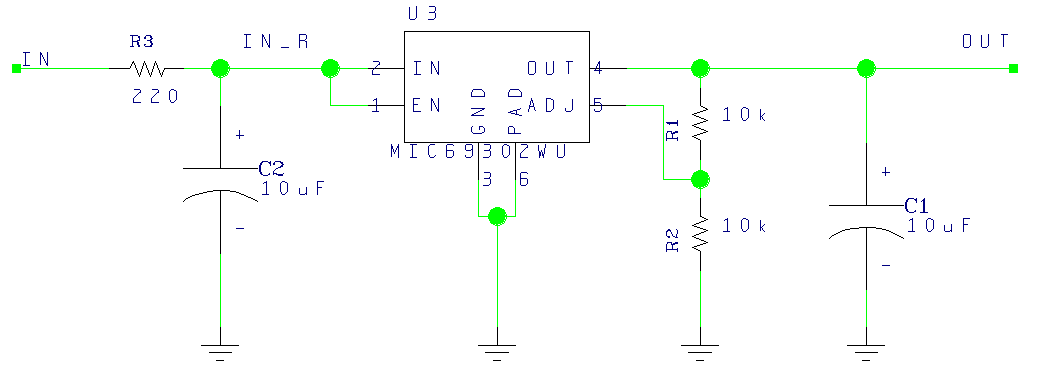 U3
IN
R3
220
IN_R
2
1
IN
EN
GND
PAD
OUT
ADJ
4
5
MIC69302WU
3
6
+
C2
10uF
-
R1
10k
R2
10k
OUT
+
C1
10uF
-